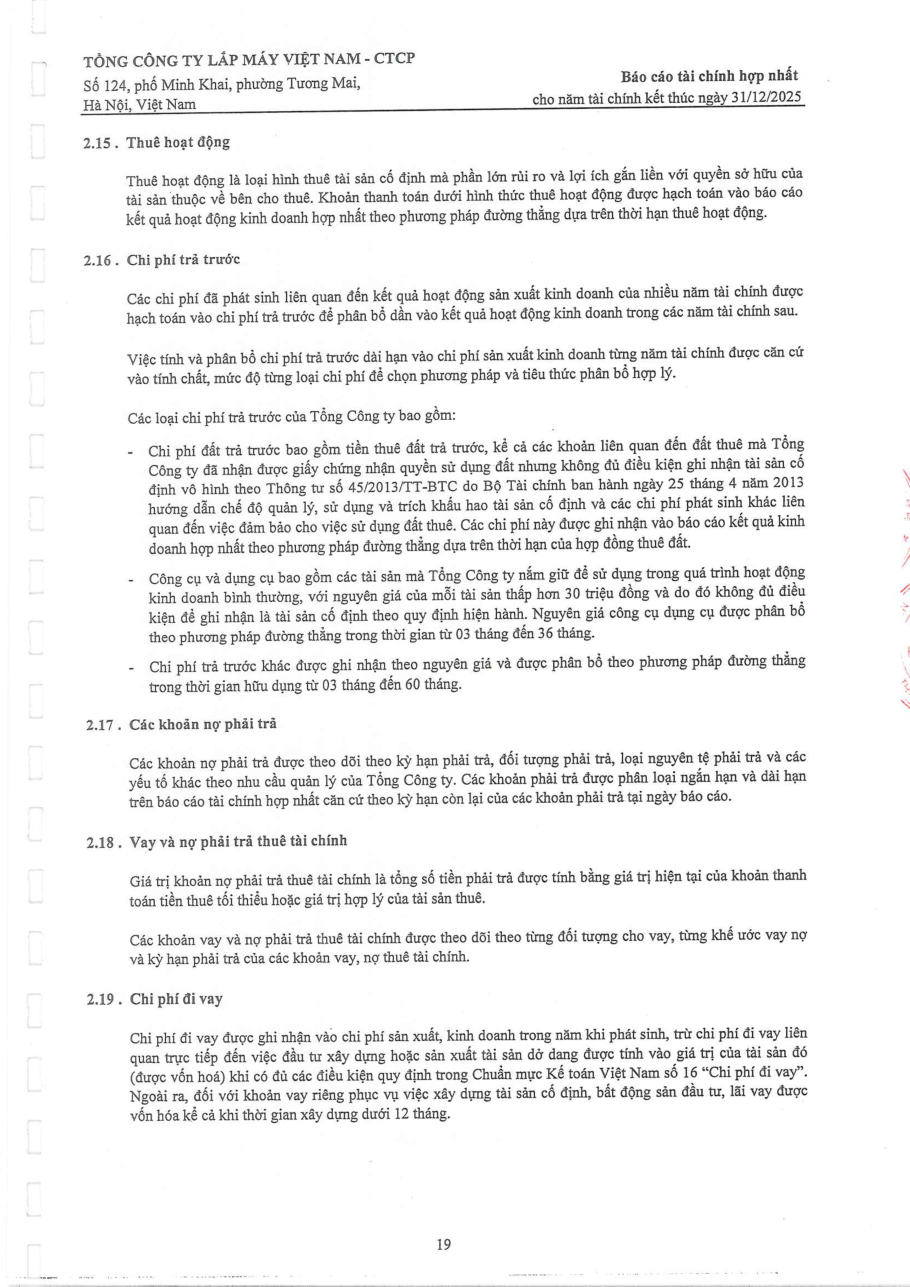 TỔNG CÔNG TY LẮP MÁY VIỆT NAM - CTCP
Số 124, phố Minh Khai, phường Tương Mai,
Hà Nội, Việt Nam
Báo cáo tài chính hợp nhất
cho năm tài chính kết thúc ngày 31/12/2025
2.15 . Thuê hoạt động
Thuê hoạt động là loại hình thuê tài sản cố định mà phần lớn rủi ro và lợi ích gắn liền với quyền sở hữu của
tài sản thuộc về bên cho thuê. Khoản thanh toán dưới hình thức thuê hoạt động được hạch toán vào báo cáo
kết quả hoạt động kinh doanh hợp nhất theo phương pháp đường thẳng dựa trên thời hạn thuê hoạt động.
2.16 . Chi phí trả trước
Các chi phí đã phát sinh liên quan đến kết quả hoạt động sản xuất kinh doanh của nhiều năm tài chính được
hạch toán vào chi phí trả trước để phân bổ dần vào kết quả hoạt động kinh doanh trong các năm tài chính sau.
Việc tính và phân bổ chi phí trả trước dài hạn vào chi phí sản xuất kinh doanh từng năm tài chính được căn cứ
vào tính chất, mức độ từng loại chi phí để chọn phương pháp và tiêu thức phân bổ hợp lý.
Các loại chi phí trả trước của Tổng Công ty bao gồm:
- Chi phí đất trả trước bao gồm tiền thuê đất trả trước, kể cả các khoản liên quan đến đất thuê mà Tổng
Công ty đã nhận được giấy chứng nhận quyền sử dụng đất nhưng không đủ điều kiện ghi nhận tài sản cố
định vô hình theo Thông tư số 45/2013/TT-BTC do Bộ Tài chính ban hành ngày 25 tháng 4 năm 2013
hướng dẫn chế độ quản lý, sử dụng và trích khấu hao tài sản cố định và các chi phí phát sinh khác liên
quan đến việc đảm bảo cho việc sử dụng đất thuê. Các chi phí này được ghi nhận vào báo cáo kết quả kinh
doanh hợp nhất theo phương pháp đường thẳng dựa trên thời hạn của hợp đồng thuê đất.
- Công cụ và dụng cụ bao gồm các tài sản mà Tổng Công ty nắm giữ để sử dụng trong quá trình hoạt động
kinh doanh bình thường, với nguyên giá của mỗi tài sản thấp hơn 30 triệu đồng và do đó không đủ điều
kiện để ghi nhận là tài sản cố định theo quy định hiện hành. Nguyên giá công cụ dụng cụ được phân bổ
theo phương pháp đường thẳng trong thời gian từ 03 tháng đến 36 tháng.
- Chi phí trả trước khác được ghi nhận theo nguyên giá và được phân bổ theo phương pháp đường thẳng
trong thời gian hữu dụng từ 03 tháng đến 60 tháng.
2.17 . Các khoản nợ phải trả
Các khoản nợ phải trả được theo dõi theo kỳ hạn phải trả, đối tượng phải trả, loại nguyên tệ phải trả và các
yếu tố khác theo nhu cầu quản lý của Tổng Công ty. Các khoản phải trả được phân loại ngắn hạn và dài hạn
trên báo cáo tài chính hợp nhất căn cứ theo kỳ hạn còn lại của các khoản phải trả tại ngày báo cáo.
2.18 . Vay và nợ phải trả thuê tài chính
Giá trị khoản nợ phải trả thuê tài chính là tổng số tiền phải trả được tính bằng giá trị hiện tại của khoản thanh
toán tiền thuê tối thiểu hoặc giá trị hợp lý của tài sản thuê.
Các khoản vay và nợ phải trả thuê tài chính được theo dõi theo từng đối tượng cho vay, từng khế ước vay nợ
và kỳ hạn phải trả của các khoản vay, nợ thuê tài chính.
2.19 . Chi phí đi vay
Chi phí đi vay được ghi nhận vào chi phí sản xuất, kinh doanh trong năm khi phát sinh, trừ chi phí đi vay liên
quan trực tiếp đến việc đầu tư xây dựng hoặc sản xuất tài sản dở dang được tính vào giá trị của tài sản đó
(được vốn hoá) khi có đủ các điều kiện quy định trong Chuẩn mực Kế toán Việt Nam số 16 “Chi phí đi vay”.
Ngoài ra, đối với khoản vay riêng phục vụ việc xây dựng tài sản cố định, bất động sản đầu tư, lãi vay được
vốn hóa kể cả khi thời gian xây dựng dưới 12 tháng.
19